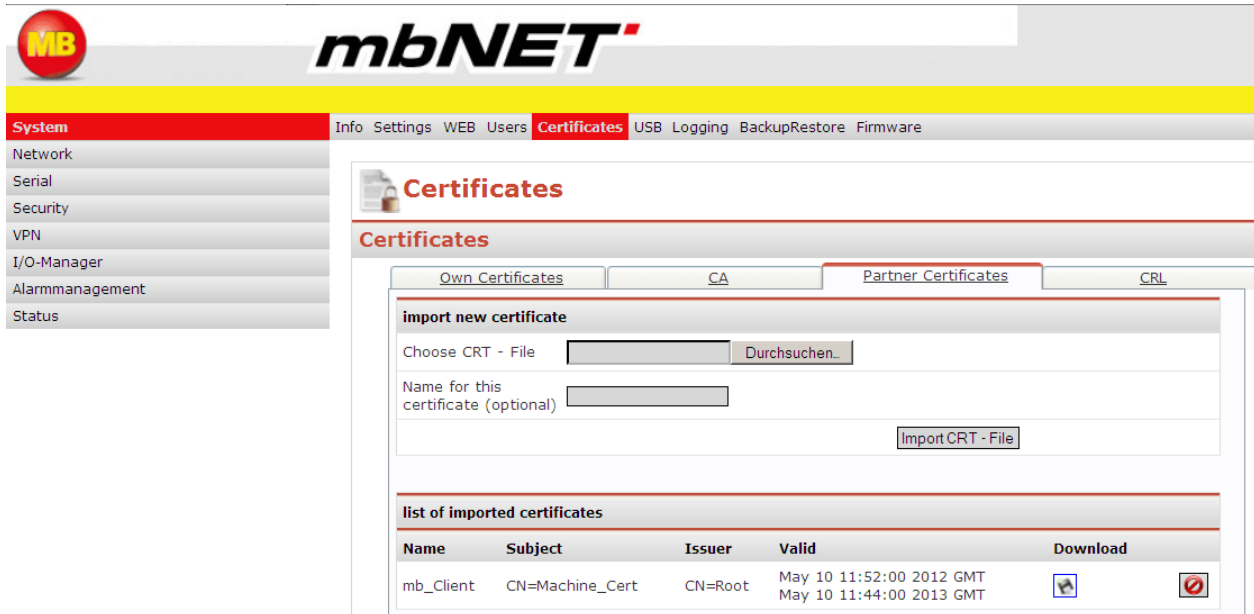 MB
mbNET
System
Info Settings WEB Users Certificates USB Logging BackupRestore Firmware
Network
Serial
Security
VPN
I/O-Manager
Alarmmanagement
Status
Certificates
Certificates
Own Certificates CA Partner Certificates CRL
import new certificate
Choose CRT - File Durchsuchen...
Name for this
certificate (optional)
Import CRT - File
list of imported certificates
Name Subject Issuer Valid Download
mb_Client CN=Machine_Cert CN=Root May 10 11:52:00 2012 GMT
May 10 11:44:00 2013 GMT